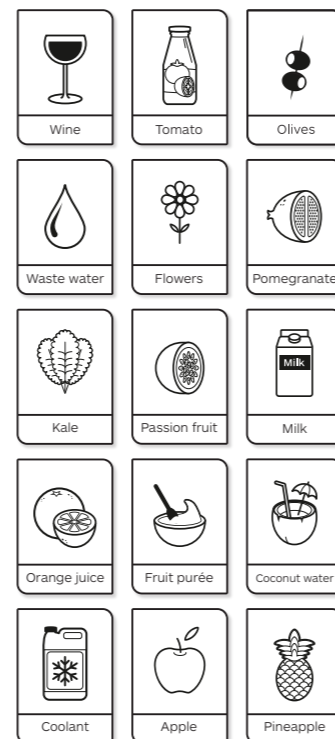 Wine
Tomato
Olives
Waste water
Flowers
Pomegranate
Kale
Passion fruit
Milk
Milk
Orange juice
Fruit purée
Coconut water
Coolant
Apple
Pineapple